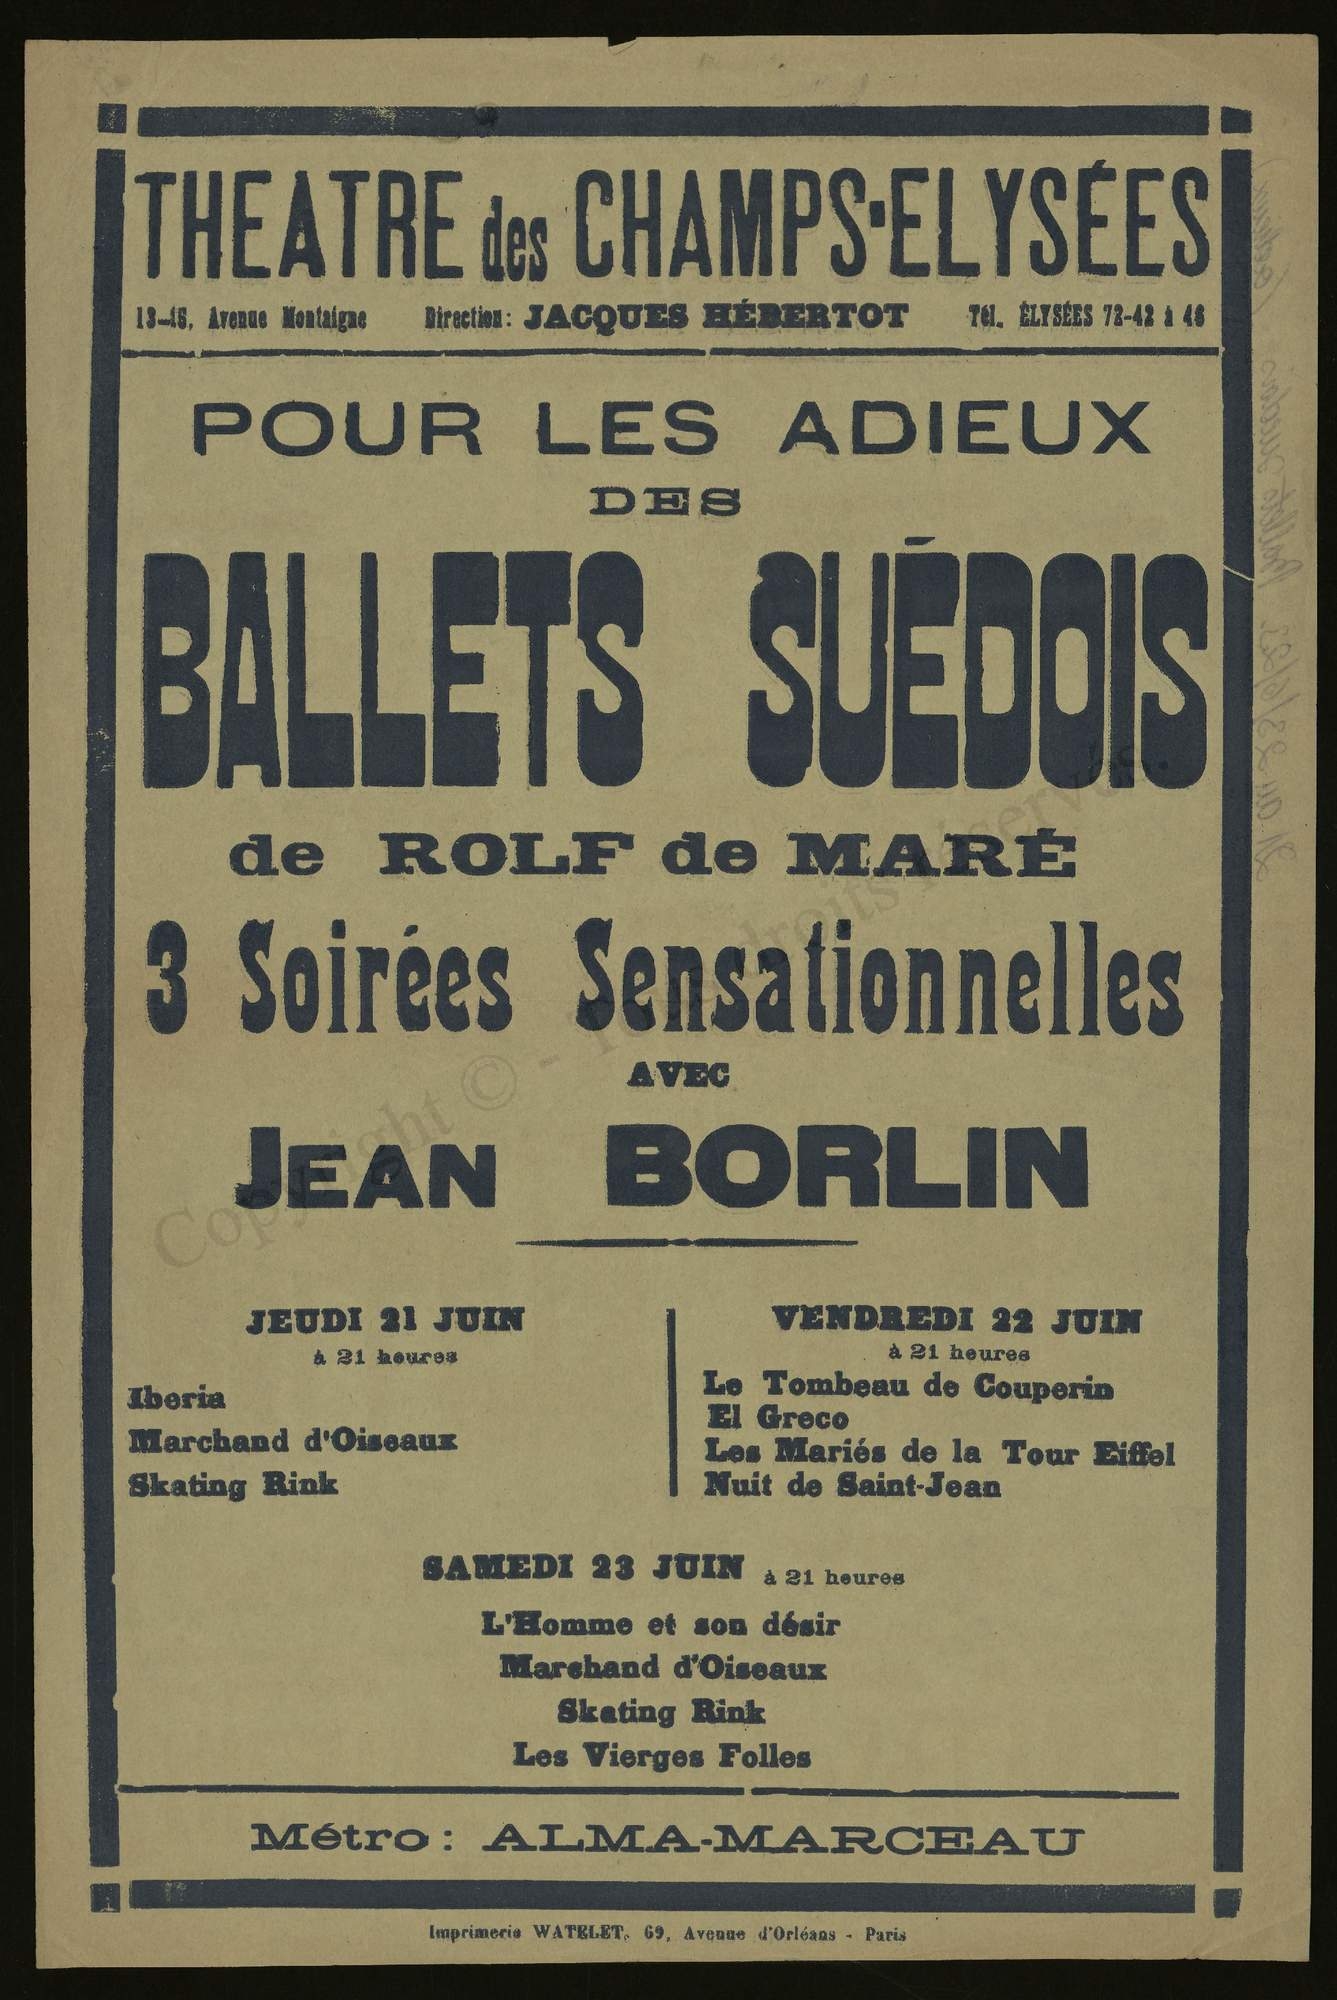 THEATRE des CHAMPS-ELYSÉES
13-15, Avenue Montaigne Direction: JACQUES HÉBERTOT Tél. ÉLYSÉES 72-42 à 46
POUR LES ADIEUX
DES
BALLETS SUÉDOIS
de ROLF de MARÉ
3 Soirées Sensationnelles
AVEC
JEAN BORLIN
JEUDI 21 JUIN
à 21 heures
Iberia
Marchand d'Oiseaux
Skating Rink
VENDREDI 22 JUIN
à 21 heures
Le Tombeau de Couperin
El Greco
Les Mariés de la Tour Eiffel
Nuit de Saint-Jean
SAMEDI 23 JUIN à 21 heures
L'Homme et son désir
Marchand d'Oiseaux
Skating Rink
Les Vierges Folles
Métro: ALMA-MARCEAU
Imprimerie WATELET, 69, Avenue d'Orléans - Paris
Copyright © - Tous droits réservés.